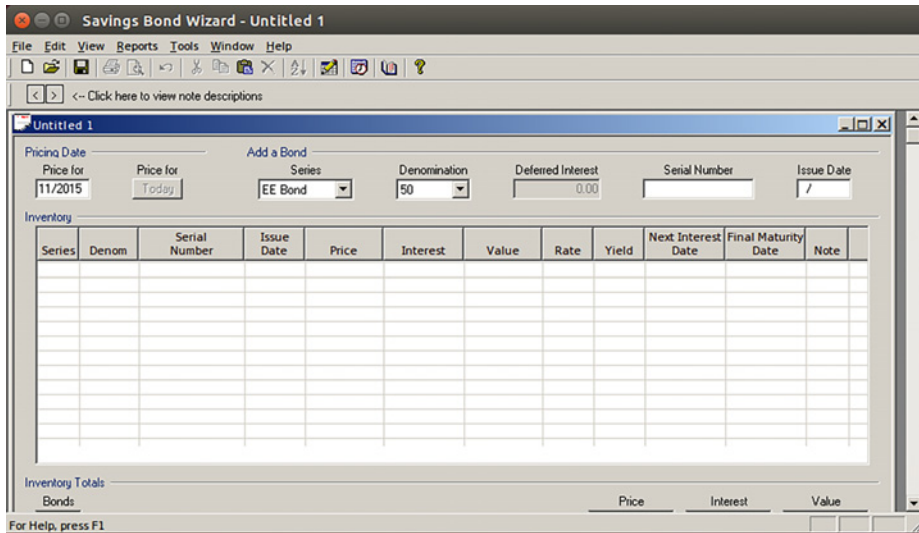 Savings Bond Wizard - Untitled 1
File Edit View Reports Tools Window Help
<-- Click here to view note descriptions
Untitled 1
Pricing Date Add a Bond
Price for Price for Series Denomination Deferred Interest Serial Number Issue Date
11/2015 Today EE Bond 50 0.00 /
Inventory
Series Denom Serial Number Issue Date Price Interest Value Rate Yield Next Interest Date Final Maturity Date Note
Inventory Totals
Bonds Price Interest Value
For Help, press F1